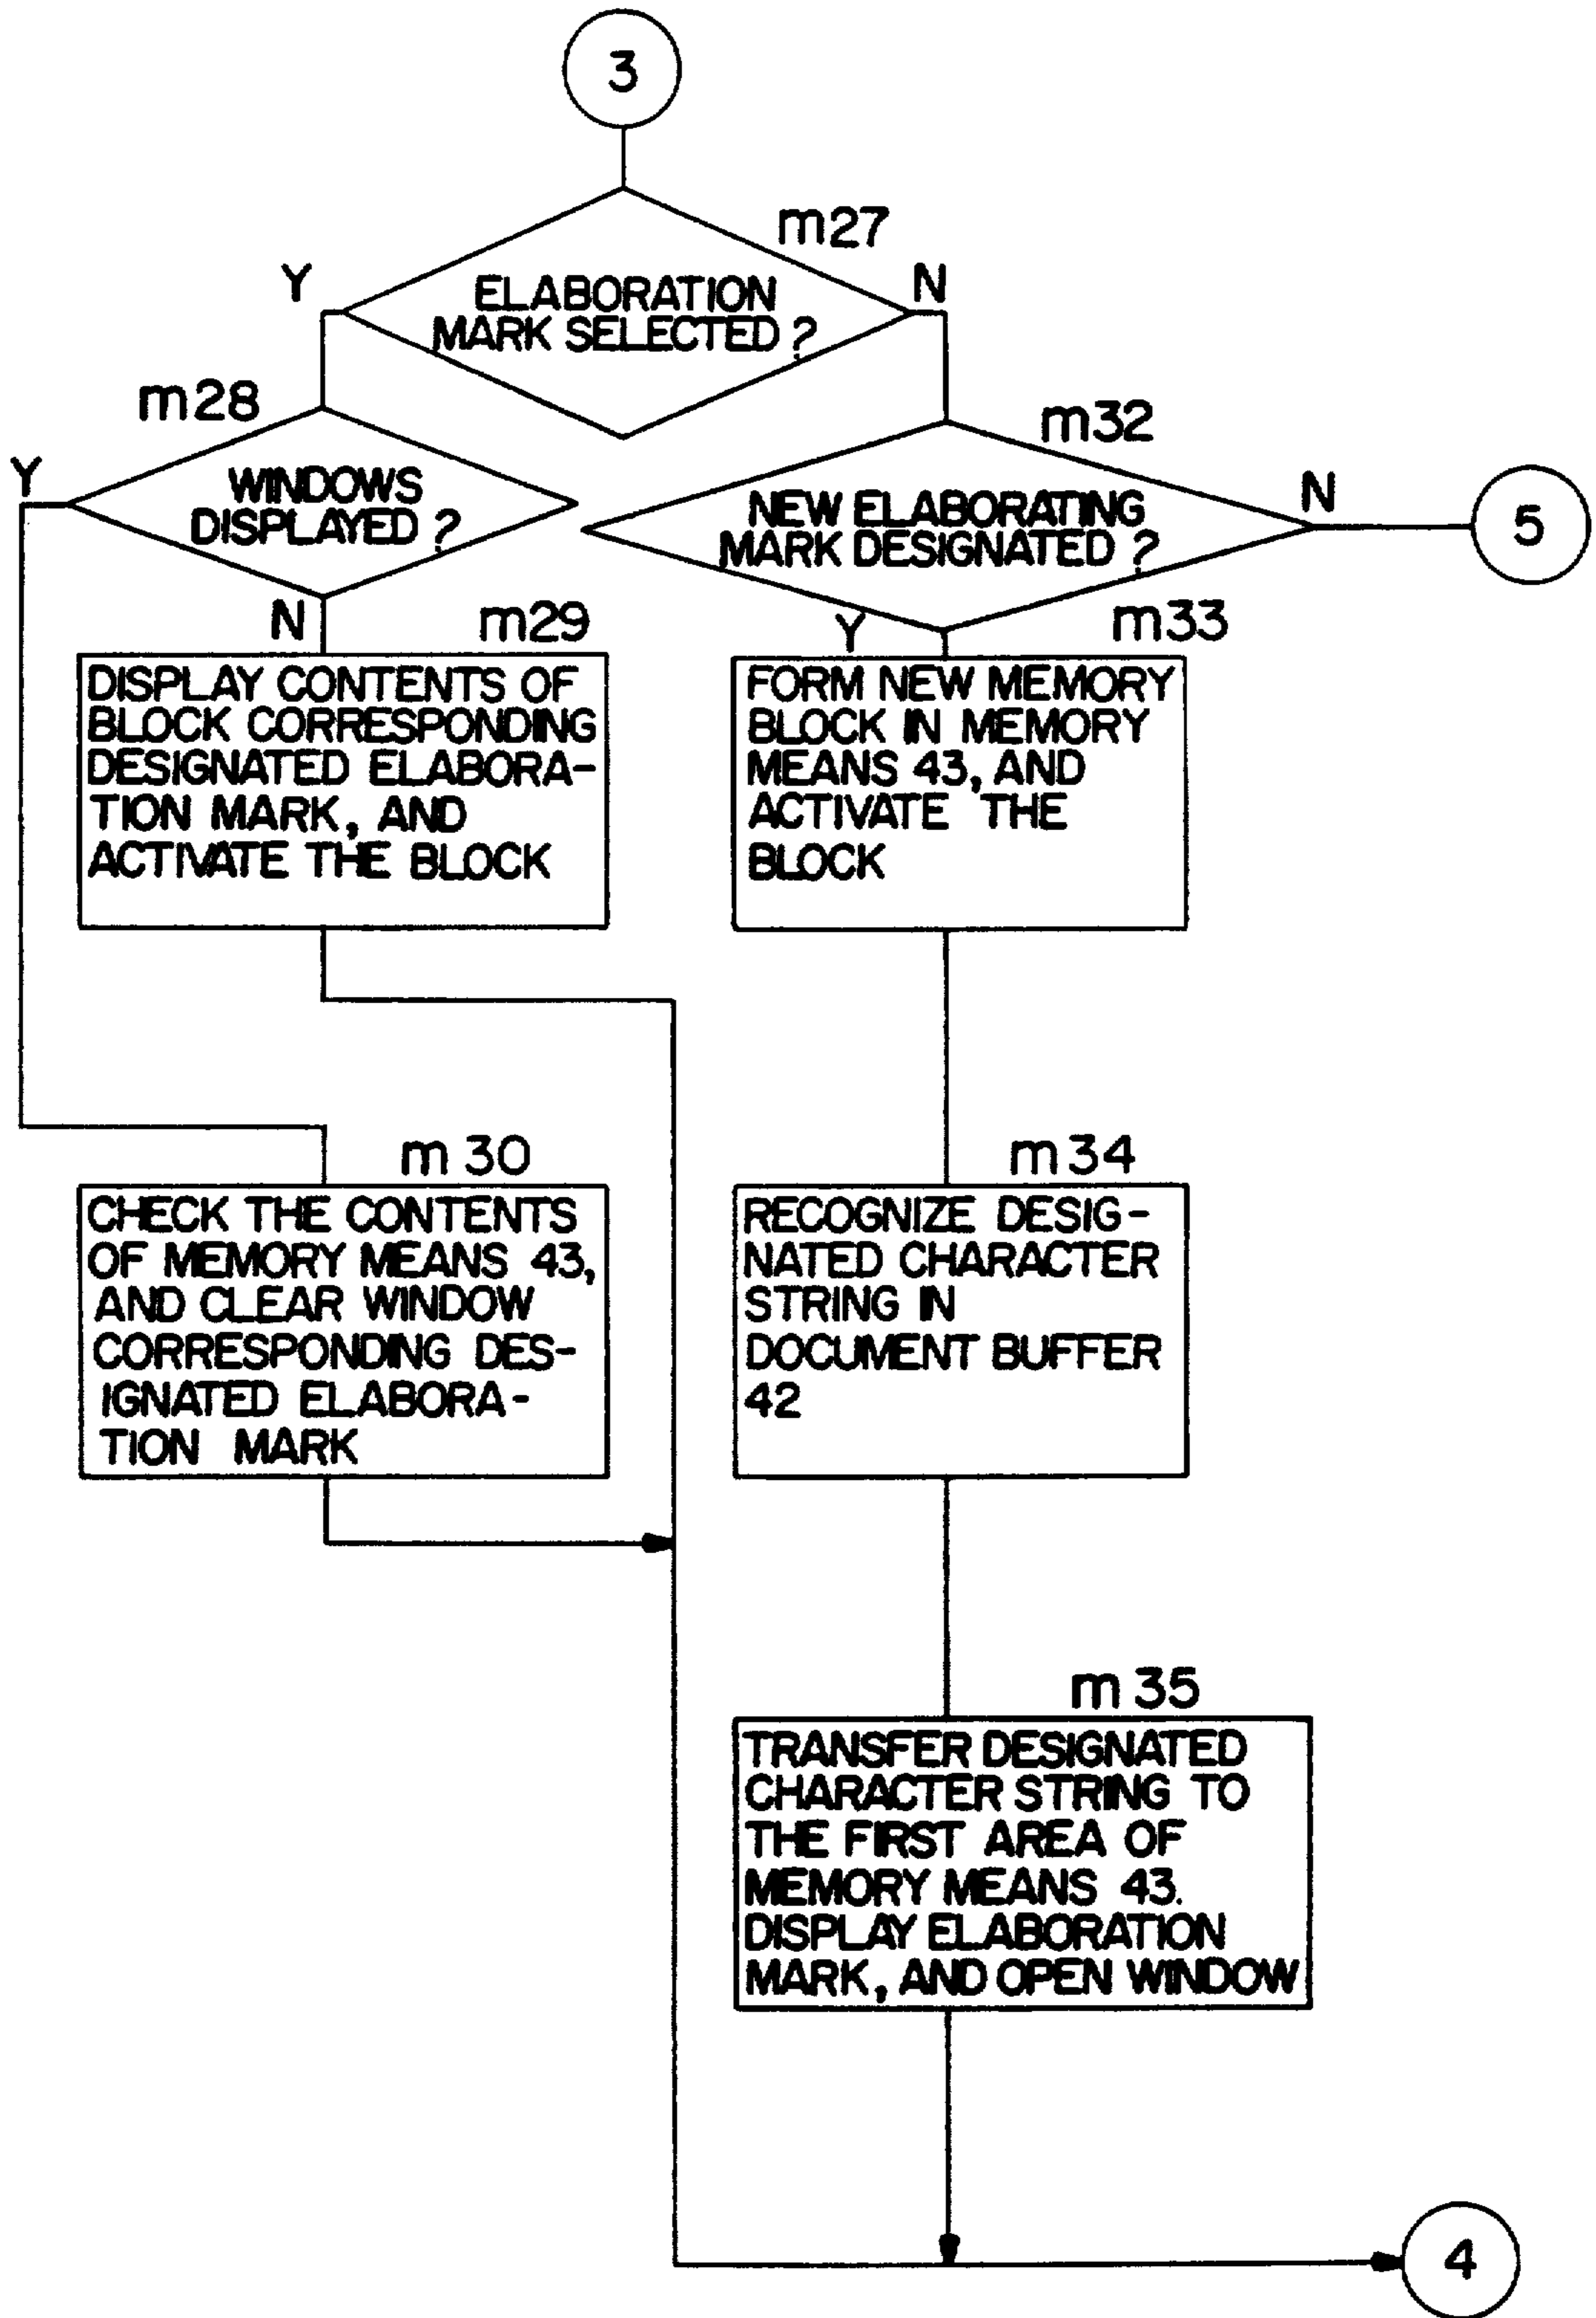 3
m27
Y
N
ELABORATION
MARK SELECTED ?
m28
m32
Y
WINDOWS
DISPLAYED ?
N
NEW ELABORATING
MARK DESIGNATED ?
5
N
m29
Y
m33
DISPLAY CONTENTS OF
BLOCK CORRESPONDING
DESIGNATED ELABORA-
TION MARK, AND
ACTIVATE THE BLOCK
FORM NEW MEMORY
BLOCK IN MEMORY
MEANS 43, AND
ACTIVATE THE
BLOCK
m 30
CHECK THE CONTENTS
OF MEMORY MEANS 43,
AND CLEAR WINDOW
CORRESPONDING DES-
IGNATED ELABORA-
TION MARK
m 34
RECOGNIZE DESIG-
NATED CHARACTER
STRING IN
DOCUMENT BUFFER
42
m 35
TRANSFER DESIGNATED
CHARACTER STRING TO
THE FIRST AREA OF
MEMORY MEANS 43.
DISPLAY ELABORATION
MARK, AND OPEN WINDOW
4